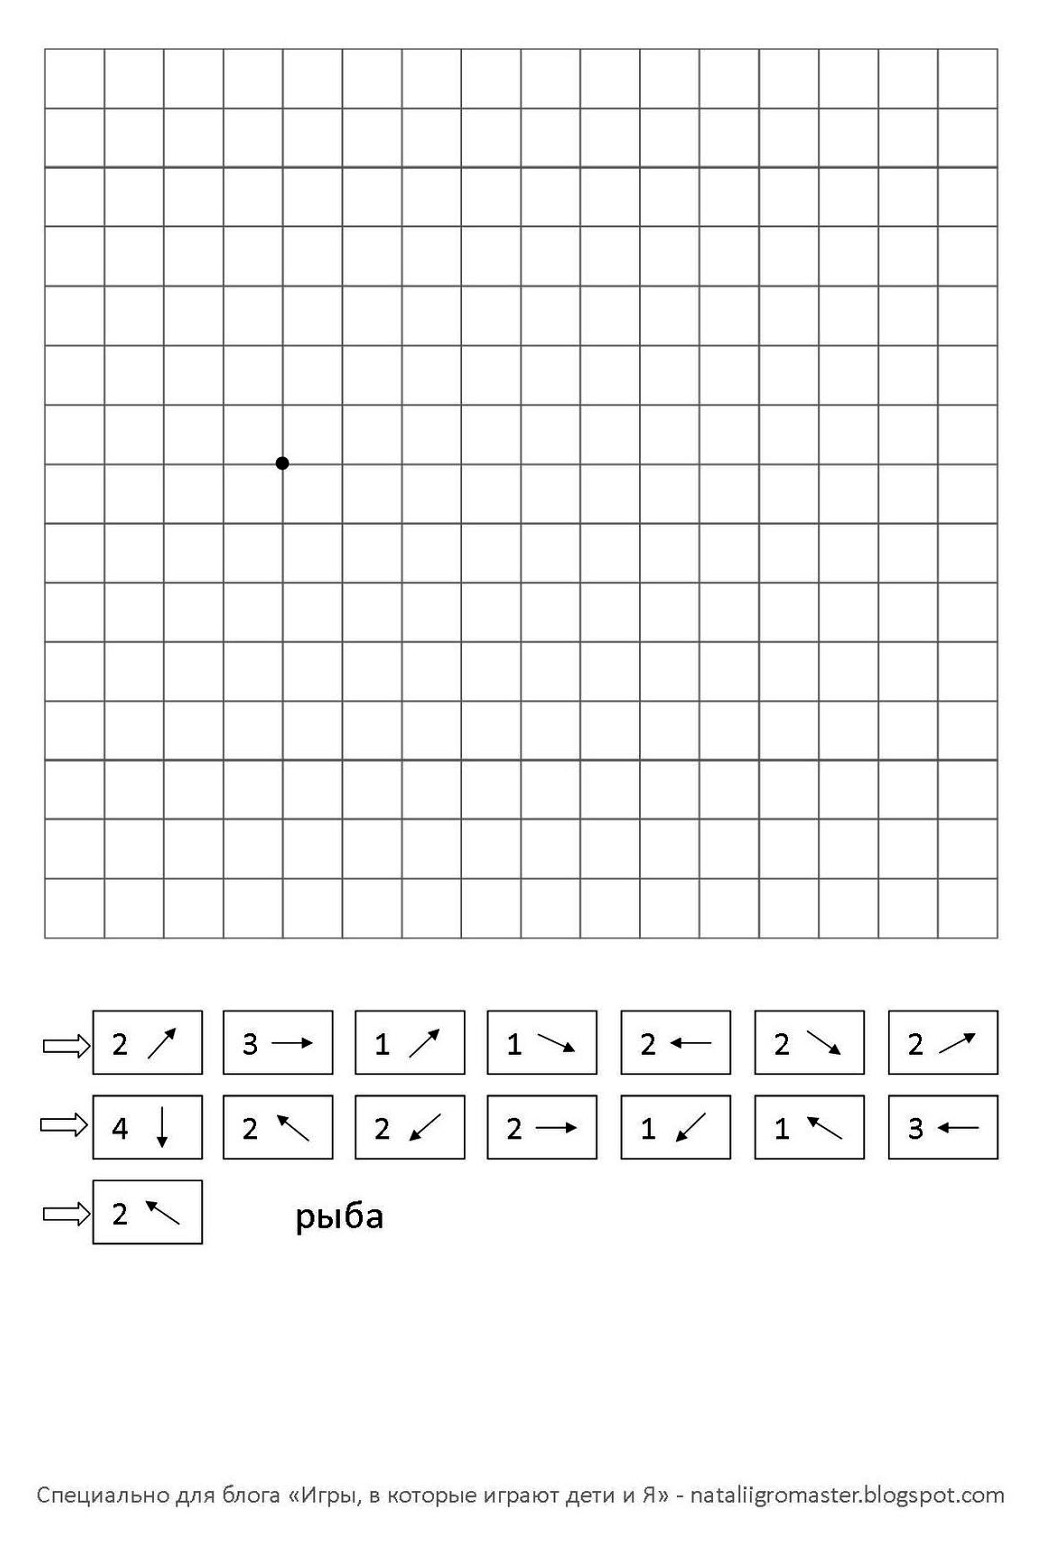 2 3 1 1 2 2 2
4 2 2 2 1 1 3
2 рыба
Специально для блога «Игры, в которые играют дети и Я» - nataliigromaster.blogspot.com